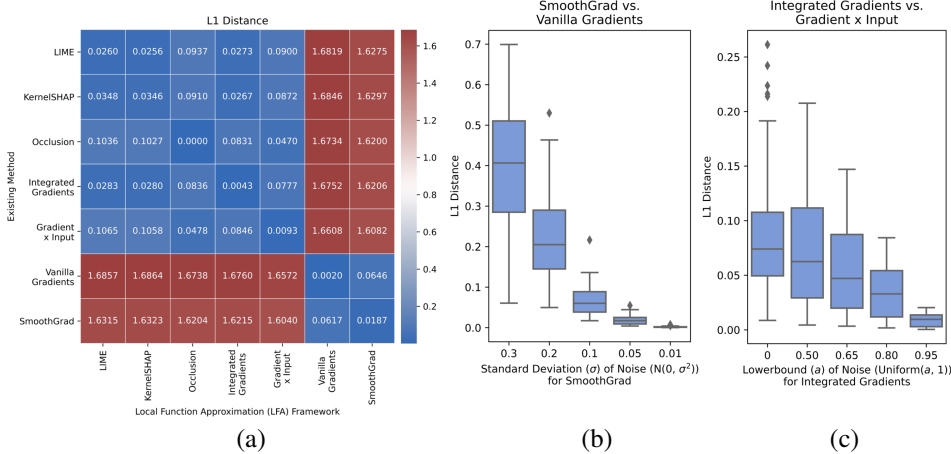 L1 Distance
LIME 0.0260 0.0256 0.0937 0.0273 0.0900 1.6819 1.6275
KernelSHAP 0.0348 0.0346 0.0910 0.0267 0.0872 1.6846 1.6297
Occlusion 0.1036 0.1027 0.0000 0.0831 0.0470 1.6734 1.6200
Integrated
Gradients 0.0283 0.0280 0.0836 0.0043 0.0777 1.6752 1.6206
Gradient
x Input 0.1065 0.1058 0.0478 0.0846 0.0093 1.6608 1.6082
Vanilla
Gradients 1.6857 1.6864 1.6738 1.6760 1.6572 0.0020 0.0646
SmoothGrad 1.6315 1.6323 1.6204 1.6215 1.6040 0.0617 0.0187
Existing Method
LIME
KernelSHAP
Occlusion
Integrated
Gradients
Gradient
x Input
Vanilla
Gradients
SmoothGrad
Local Function Approximation (LFA) Framework
1.6
1.4
1.2
1.0
0.8
0.6
0.4
0.2
(a)
SmoothGrad vs.
Vanilla Gradients
L1 Distance
0.7
0.6
0.5
0.4
0.3
0.2
0.1
0.0
0.3 0.2 0.1 0.05 0.01
Standard Deviation (σ) of Noise (N(0, σ²))
for SmoothGrad
(b)
Integrated Gradients vs.
Gradient x Input
L1 Distance
0.25
0.20
0.15
0.10
0.05
0.00
0 0.50 0.65 0.80 0.95
Lowerbound (a) of Noise (Uniform(a, 1))
for Integrated Gradients
(c)